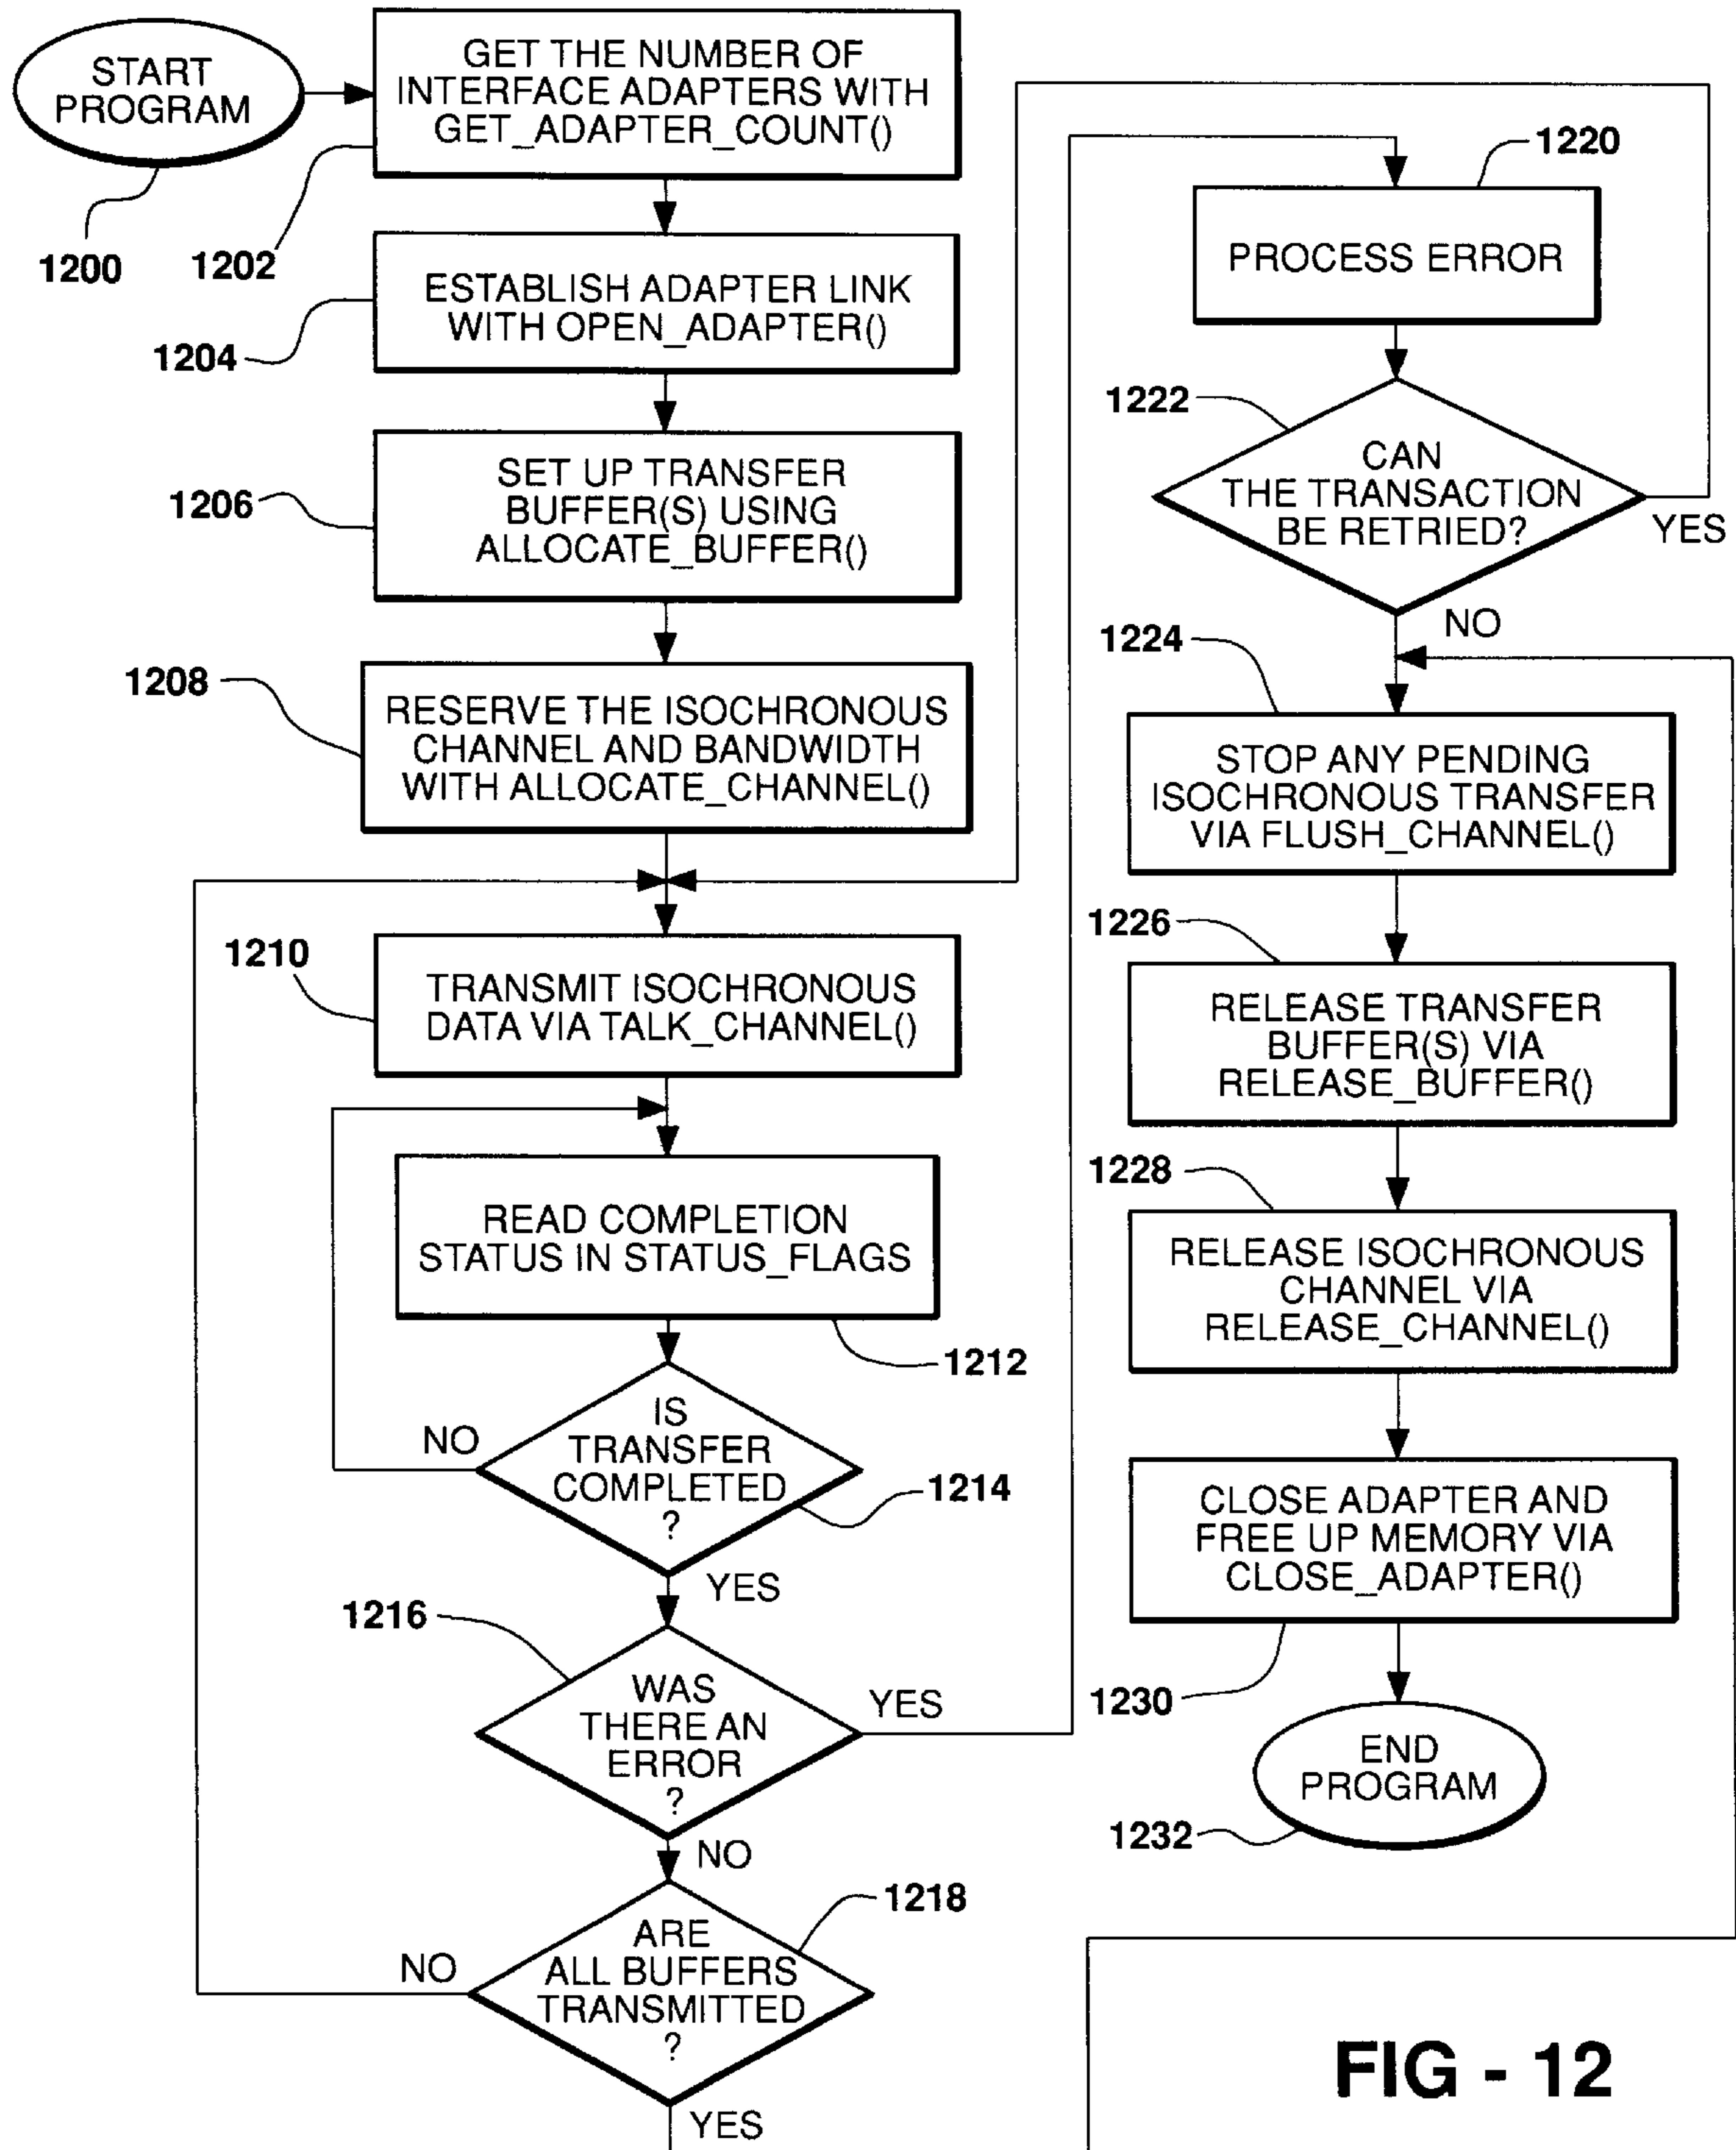 START
PROGRAM
1200
GET THE NUMBER OF
INTERFACE ADAPTERS WITH
GET_ADAPTER_COUNT()
1202
ESTABLISH ADAPTER LINK
WITH OPEN_ADAPTER()
1204
SET UP TRANSFER
BUFFER(S) USING
ALLOCATE_BUFFER()
1206
1208
RESERVE THE ISOCHRONOUS
CHANNEL AND BANDWIDTH
WITH ALLOCATE_CHANNEL()
1210
TRANSMIT ISOCHRONOUS
DATA VIA TALK_CHANNEL()
READ COMPLETION
STATUS IN STATUS_FLAGS
1212
IS
TRANSFER
COMPLETED
?
NO
1214
YES
1216
WAS
THERE AN
ERROR
?
YES
NO
1218
ARE
ALL BUFFERS
TRANSMITTED
?
NO
YES
1220
PROCESS ERROR
1222
CAN
THE TRANSACTION
BE RETRIED?
YES
NO
1224
STOP ANY PENDING
ISOCHRONOUS TRANSFER
VIA FLUSH_CHANNEL()
1226
RELEASE TRANSFER
BUFFER(S) VIA
RELEASE_BUFFER()
1228
RELEASE ISOCHRONOUS
CHANNEL VIA
RELEASE_CHANNEL()
CLOSE ADAPTER AND
FREE UP MEMORY VIA
CLOSE_ADAPTER()
1230
END
PROGRAM
1232
FIG - 12